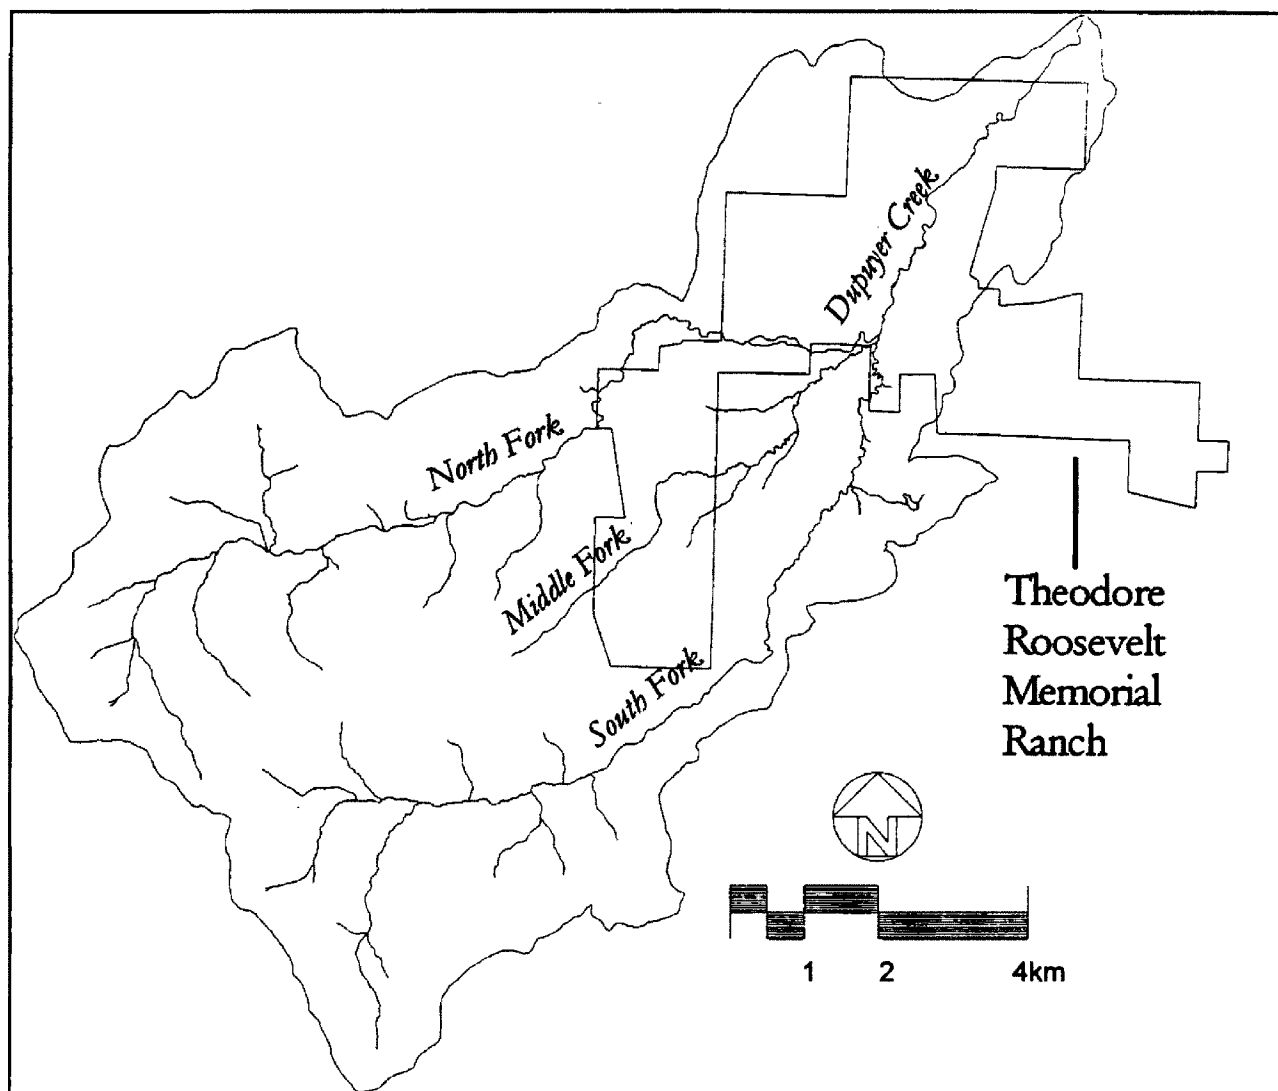 Dupuyer Creek
North Fork
Middle Fork
South Fork
Theodore
Roosevelt
Memorial
Ranch
N
1 2 4km